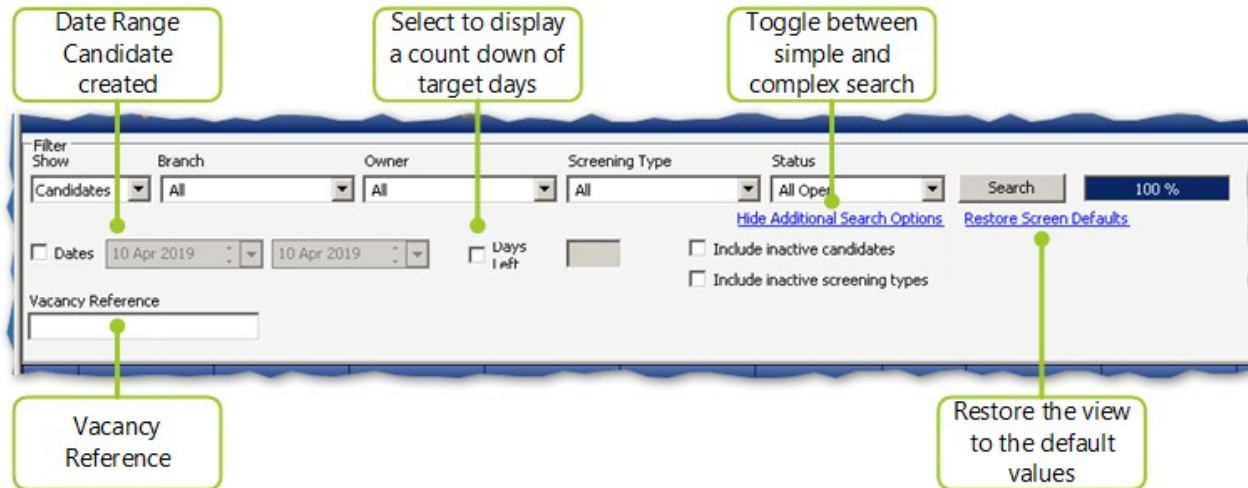 Date Range
Candidate
created
Select to display
a count down of
target days
Toggle between
simple and
complex search
Filter
Show Branch Owner Screening Type Status
Candidates All All All All Open Search 100 %
Hide Additional Search Options Restore Screen Defaults
Dates 10 Apr 2019 10 Apr 2019 Days Left Include inactive candidates
Include inactive screening types
Vacancy Reference
Vacancy
Reference
Restore the view
to the default
values